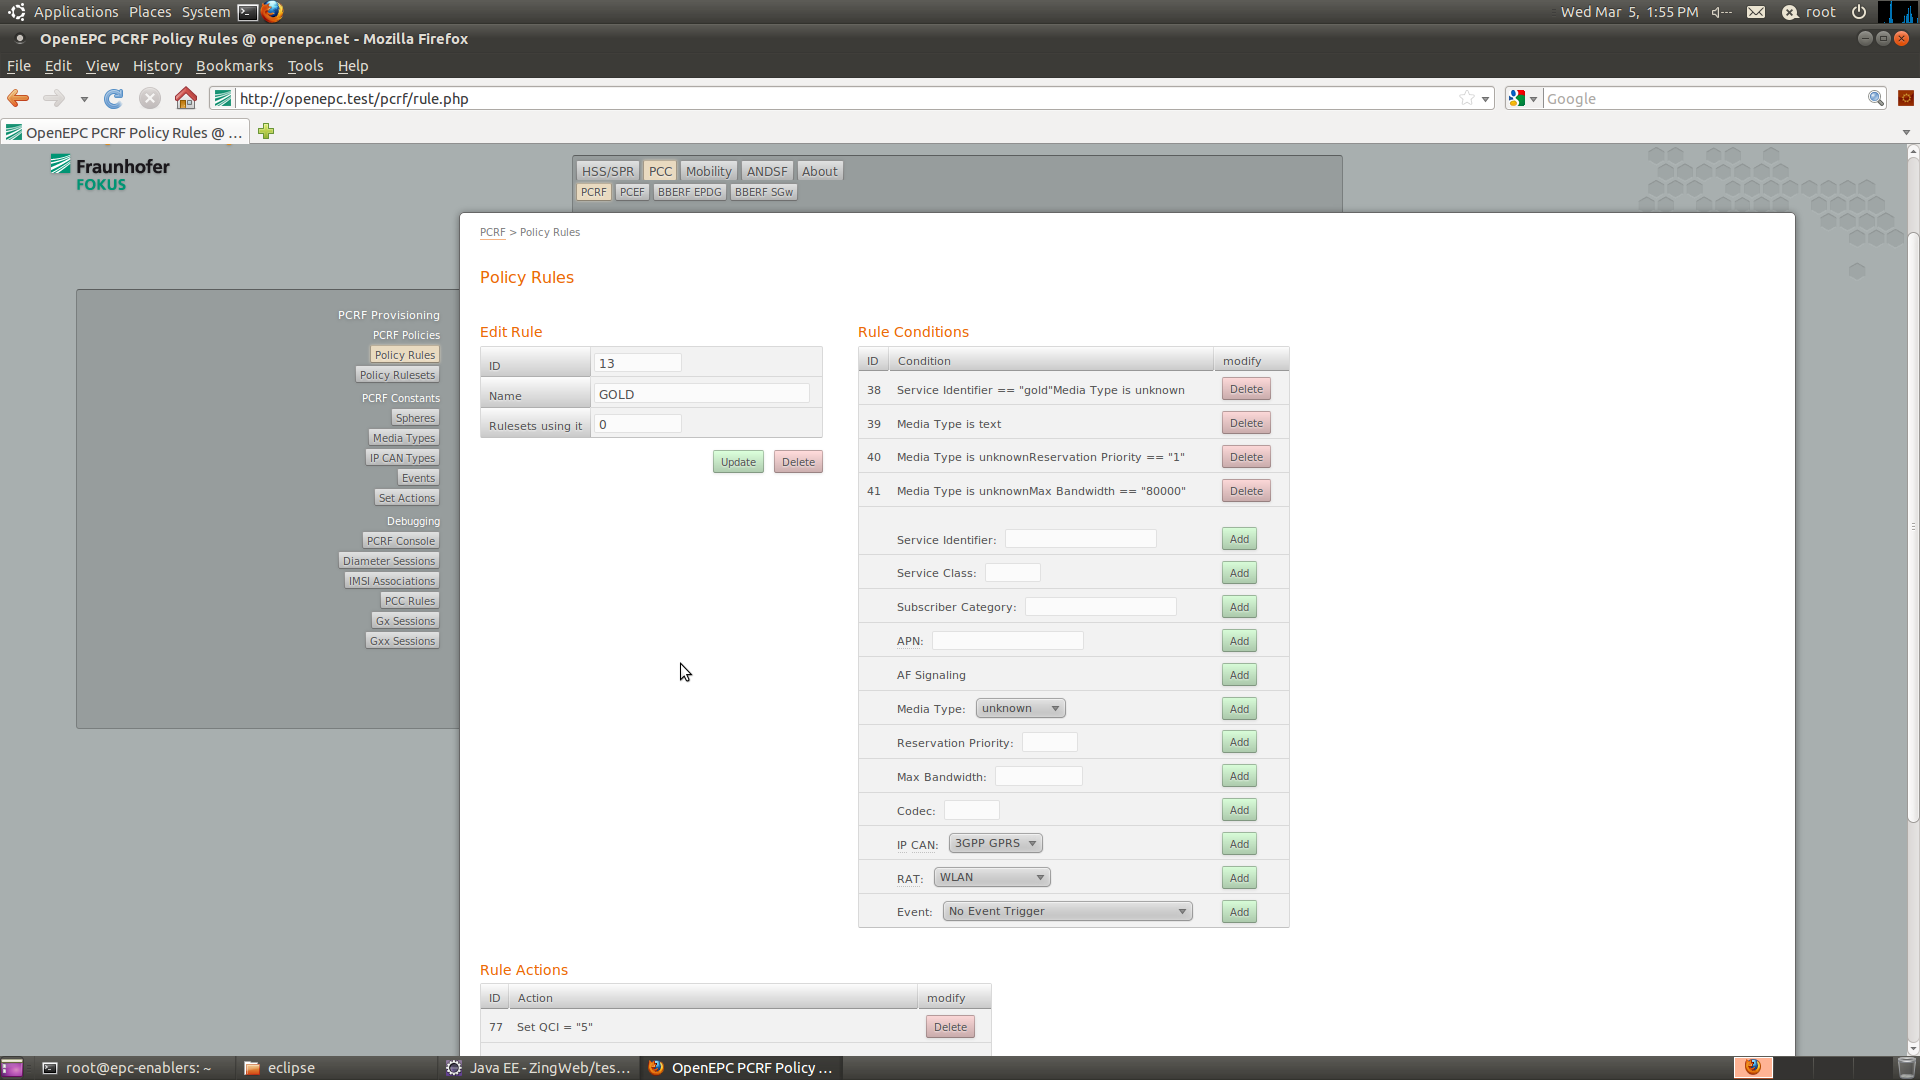 Applications Places System Wed Mar 5, 1:55 PM root
OpenEPC PCRF Policy Rules @ openepc.net - Mozilla Firefox
File Edit View History Bookmarks Tools Help
http://openepc.test/pcrf/rule.php Google
OpenEPC PCRF Policy Rules @ ...
Fraunhofer
FOKUS
HSS/SPR PCC Mobility ANDSF About
PCRF PCEF BBERF EPDG BBERF SGw
PCRF > Policy Rules
Policy Rules
PCRF Provisioning
PCRF Policies
Policy Rules
Policy Rulesets
PCRF Constants
Spheres
Media Types
IP CAN Types
Events
Set Actions
Debugging
PCRF Console
Diameter Sessions
IMSI Associations
PCC Rules
Gx Sessions
Gxx Sessions
Edit Rule
ID 13
Name GOLD
Rulesets using it 0
Update Delete
Rule Conditions
ID Condition modify
38 Service Identifier == "gold"Media Type is unknown Delete
39 Media Type is text Delete
40 Media Type is unknownReservation Priority == "1" Delete
41 Media Type is unknownMax Bandwidth == "80000" Delete
Service Identifier: Add
Service Class: Add
Subscriber Category: Add
APN: Add
AF Signaling Add
Media Type: unknown Add
Reservation Priority: Add
Max Bandwidth: Add
Codec: Add
IP CAN: 3GPP GPRS Add
RAT: WLAN Add
Event: No Event Trigger Add
Rule Actions
ID Action modify
77 Set QCI = "5" Delete
root@epc-enablers: ~ eclipse Java EE - ZingWeb/tes... OpenEPC PCRF Policy ...